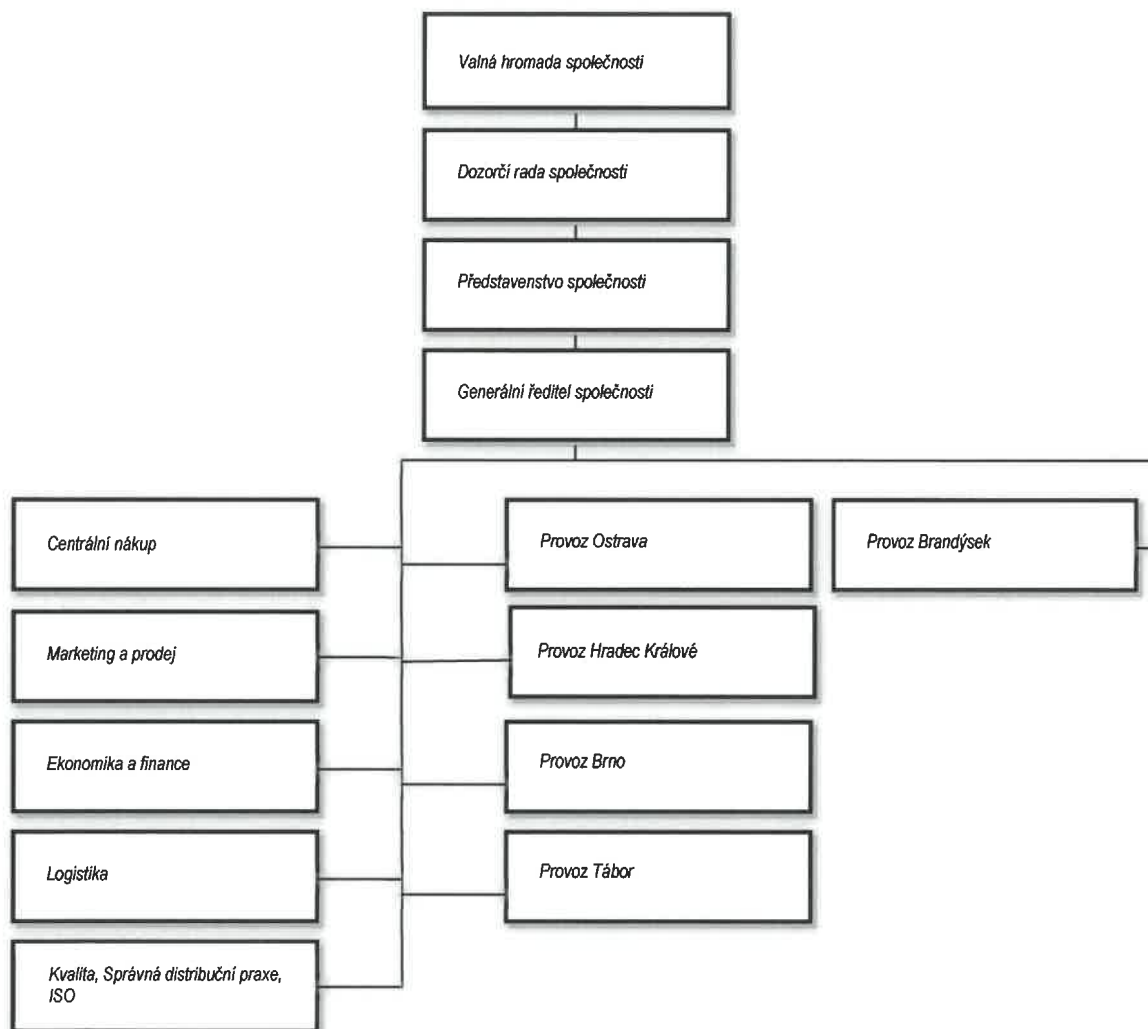 Valná hromada společnosti
Dozorčí rada společnosti
Představenstvo společnosti
Generální ředitel společnosti
Centrální nákup
Provoz Ostrava
Provoz Brandýsek
Marketing a prodej
Provoz Hradec Králové
Ekonomika a finance
Provoz Brno
Logistika
Provoz Tábor
Kvalita, Správná distribuční praxe,
ISO